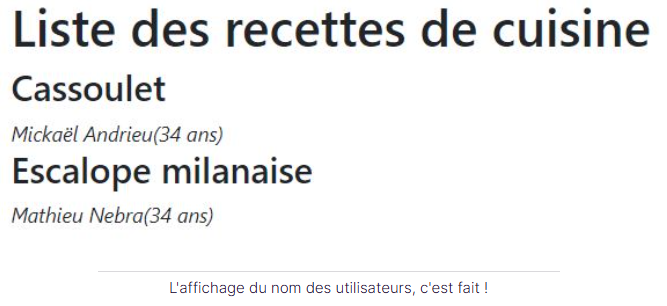 Liste des recettes de cuisine
Cassoulet
Mickaël Andrieu(34 ans)
Escalope milanaise
Mathieu Nebra(34 ans)
L'affichage du nom des utilisateurs, c'est fait !